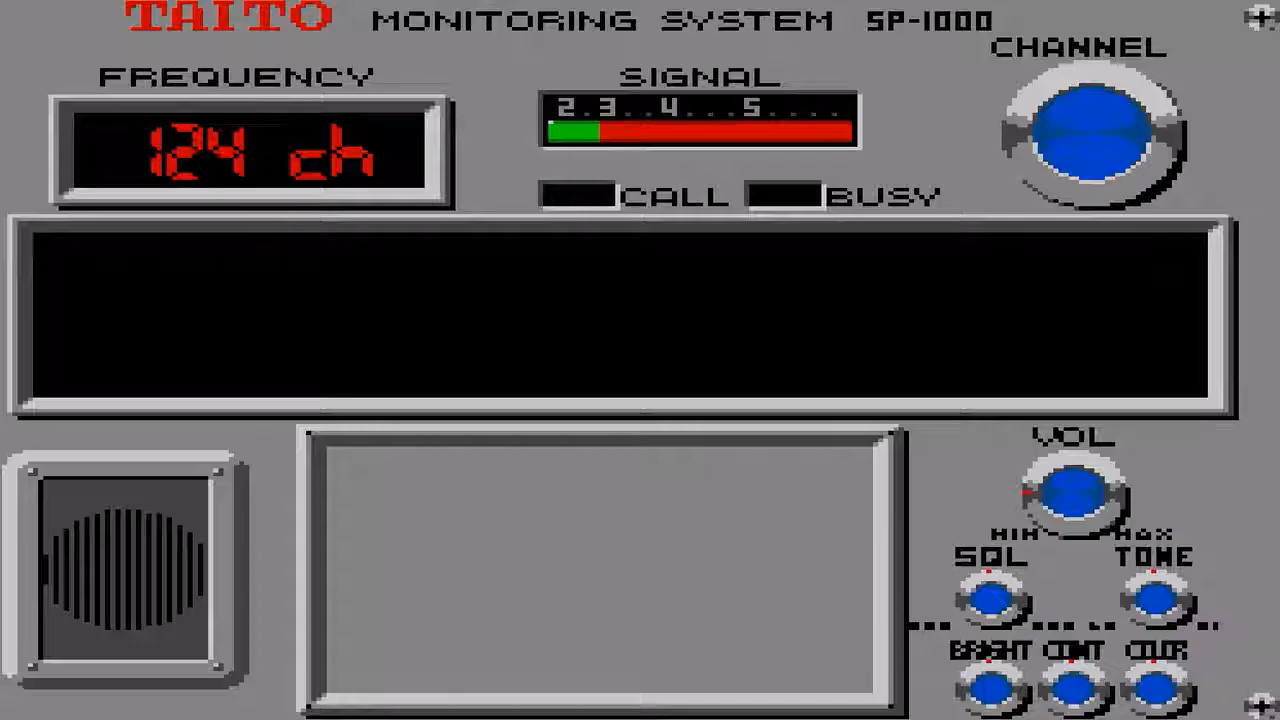 TAITO MONITORING SYSTEM SP-1000
CHANNEL
FREQUENCY SIGNAL
2.3..4...5....
124 ch
CALL BUSY
VOL
MIN MAX
SQL TONE
BRIGHT CONT COLOR